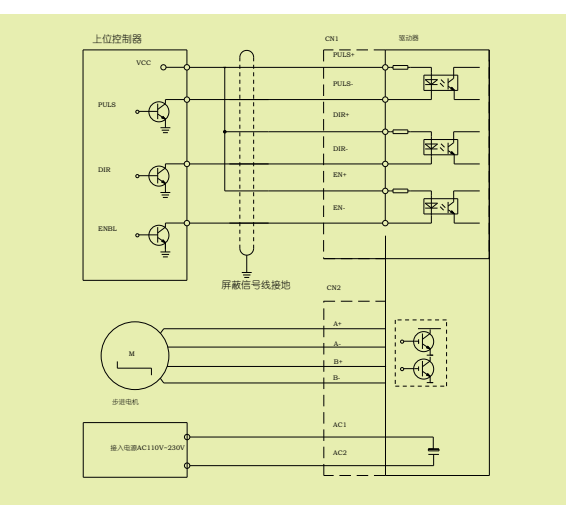 上位控制器
CN1
驱动器
VCC
PULS+
PULS-
PULS
DIR+
DIR-
DIR
EN+
EN-
ENBL
屏蔽信号线接地
CN2
A+
A-
M
B+
B-
步进电机
AC1
接入电源AC110V~230V
AC2